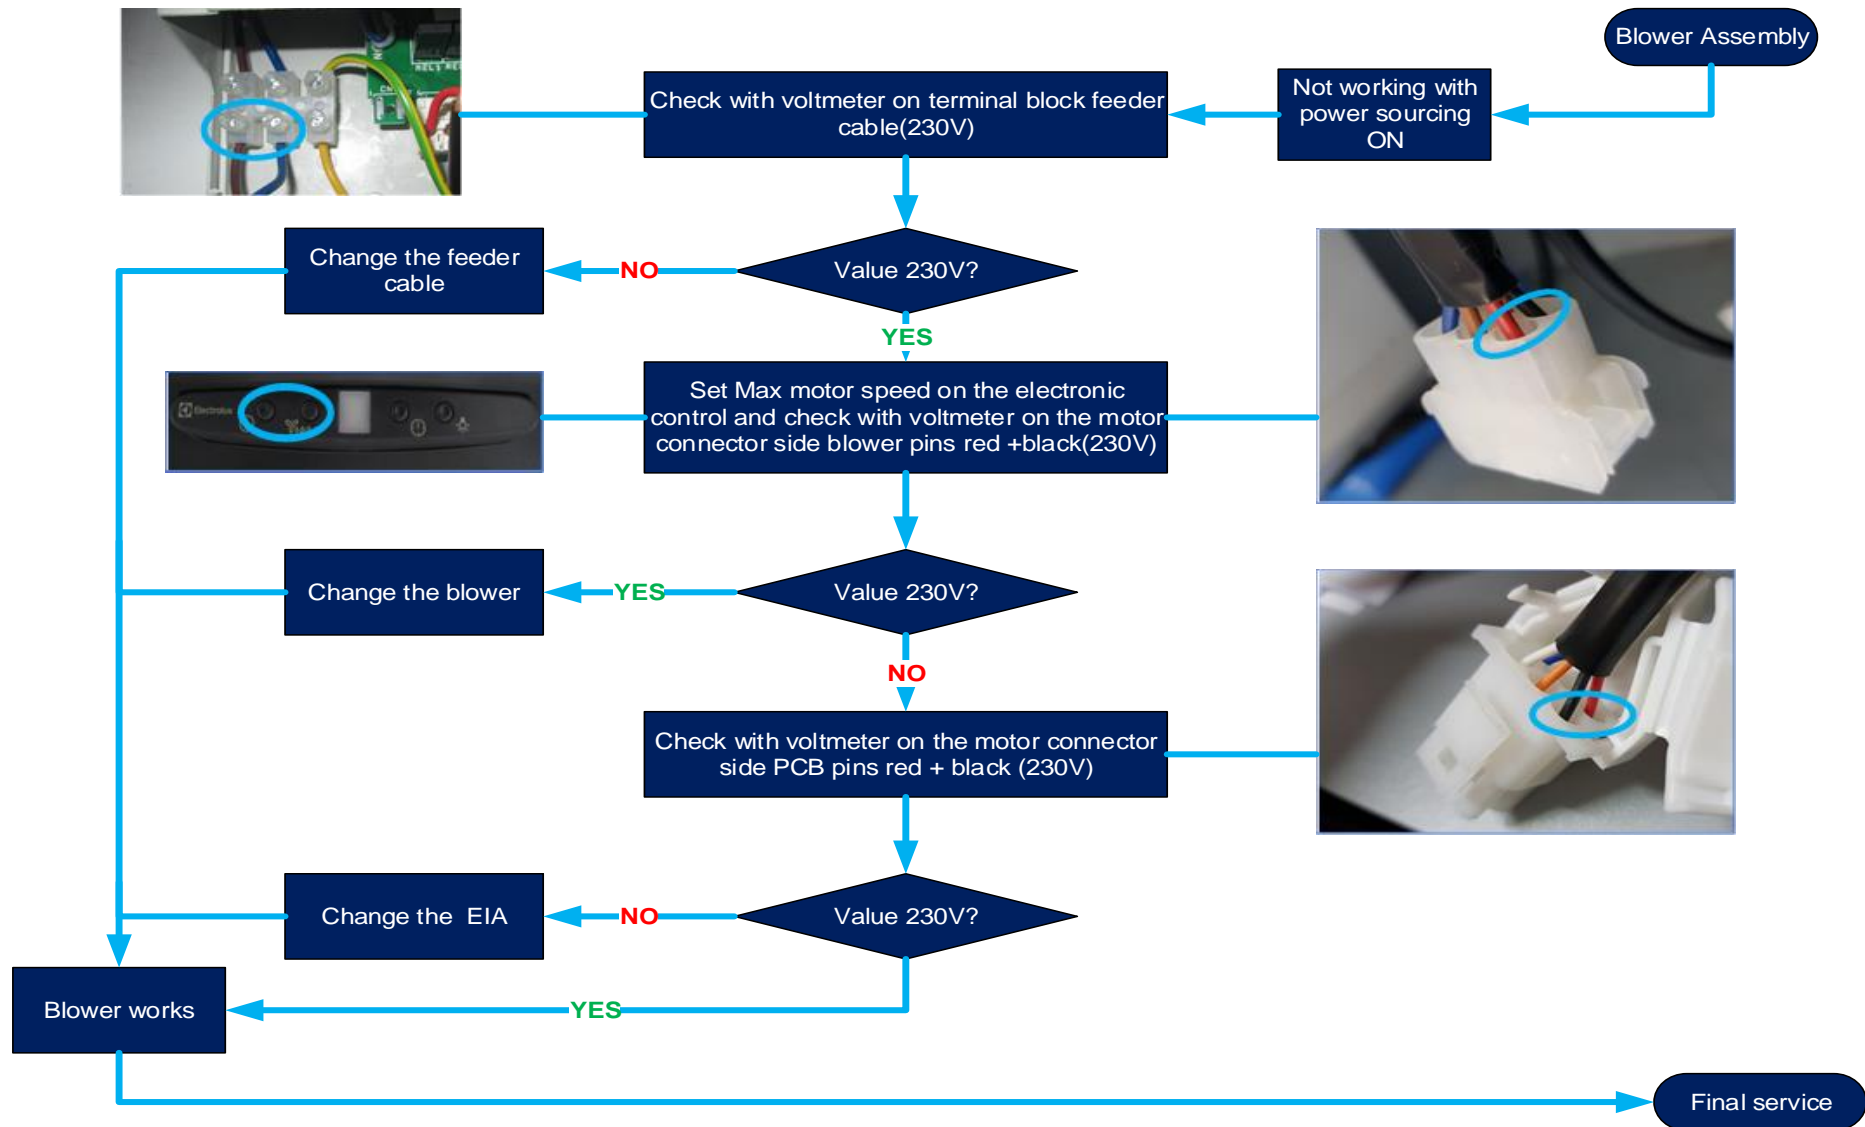 Blower Assembly
Not working with
power sourcing
ON
Check with voltmeter on terminal block feeder
cable(230V)
Value 230V?
NO
Change the feeder
cable
YES
Set Max motor speed on the electronic
control and check with voltmeter on the motor
connector side blower pins red +black(230V)
Electrolux
Value 230V?
YES
Change the blower
NO
Check with voltmeter on the motor connector
side PCB pins red + black (230V)
Value 230V?
NO
Change the EIA
YES
Blower works
Final service